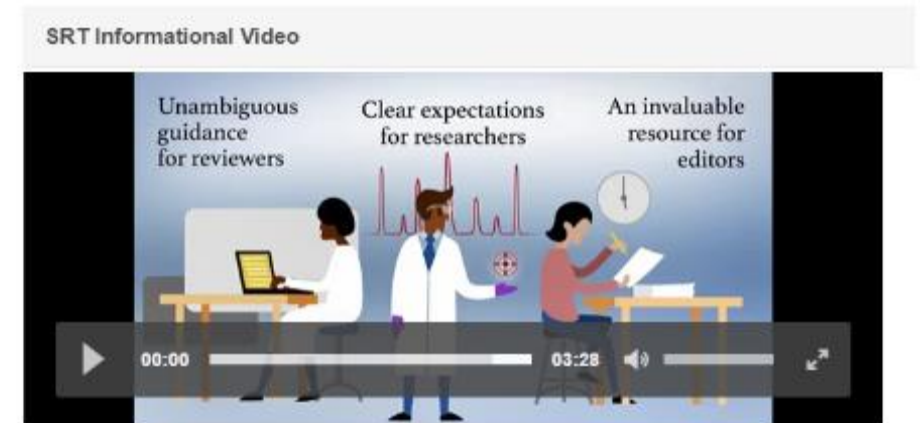 SRT Informational Video
Unambiguous
guidance
for reviewers
Clear expectations
for researchers
An invaluable
resource for
editors
00:00
03:28